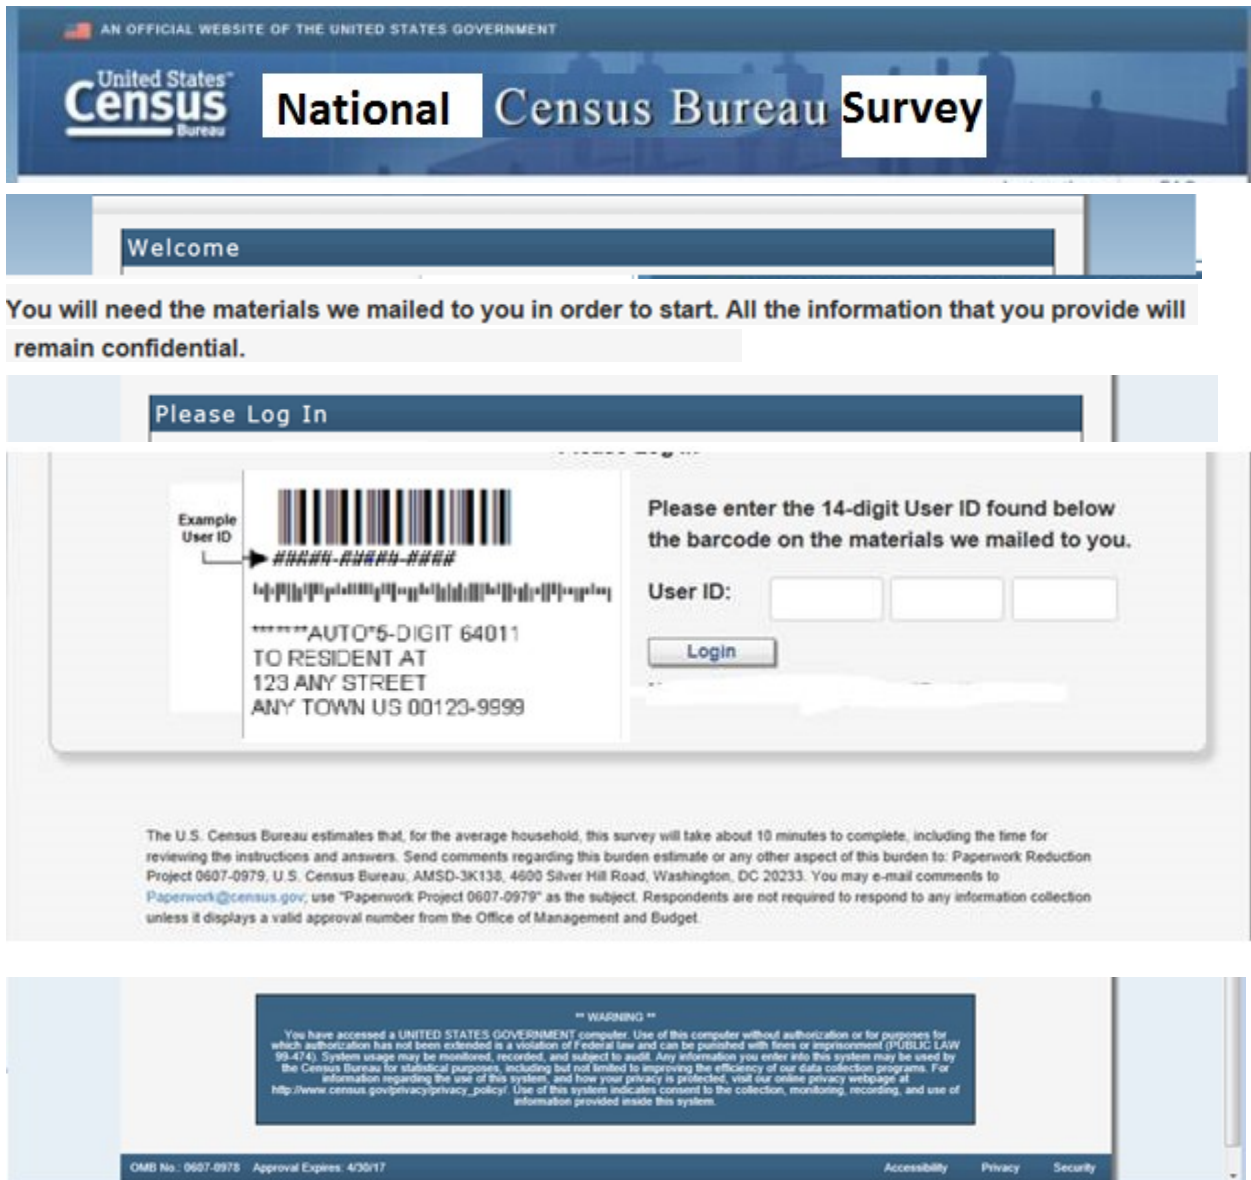 AN OFFICIAL WEBSITE OF THE UNITED STATES GOVERNMENT
United States™
Census
Bureau
National Census Bureau Survey
Welcome
You will need the materials we mailed to you in order to start. All the information that you provide will
remain confidential.
Please Log In
Example
User ID
#####-#####-####
*******AUTO*5-DIGIT 64011
TO RESIDENT AT
123 ANY STREET
ANY TOWN US 00123-9999
Please enter the 14-digit User ID found below
the barcode on the materials we mailed to you.
User ID:
Login
The U.S. Census Bureau estimates that, for the average household, this survey will take about 10 minutes to complete, including the time for
reviewing the instructions and answers. Send comments regarding this burden estimate or any other aspect of this burden to: Paperwork Reduction
Project 0607-0979, U.S. Census Bureau, AMSD-3K138, 4600 Silver Hill Road, Washington, DC 20233. You may e-mail comments to
Paperwork@census.gov; use "Paperwork Project 0607-0979" as the subject. Respondents are not required to respond to any information collection
unless it displays a valid approval number from the Office of Management and Budget.
** WARNING **
You have accessed a UNITED STATES GOVERNMENT computer. Use of this computer without authorization or for purposes for
which authorization has not been extended is a violation of Federal law and can be punished with fines or imprisonment (PUBLIC LAW
99-474). System usage may be monitored, recorded, and subject to audit. Any information you enter into this system may be used by
the Census Bureau for statistical purposes, including but not limited to improving the efficiency of our data collection programs. For
information regarding the use of this system, and how your privacy is protected, visit our online privacy webpage at
http://www.census.gov/privacy/privacy_policy/. Use of this system indicates consent to the collection, monitoring, recording, and use of
information provided inside this system.
OMB No.: 0607-0978 Approval Expires: 4/30/17
Accessibility Privacy Security